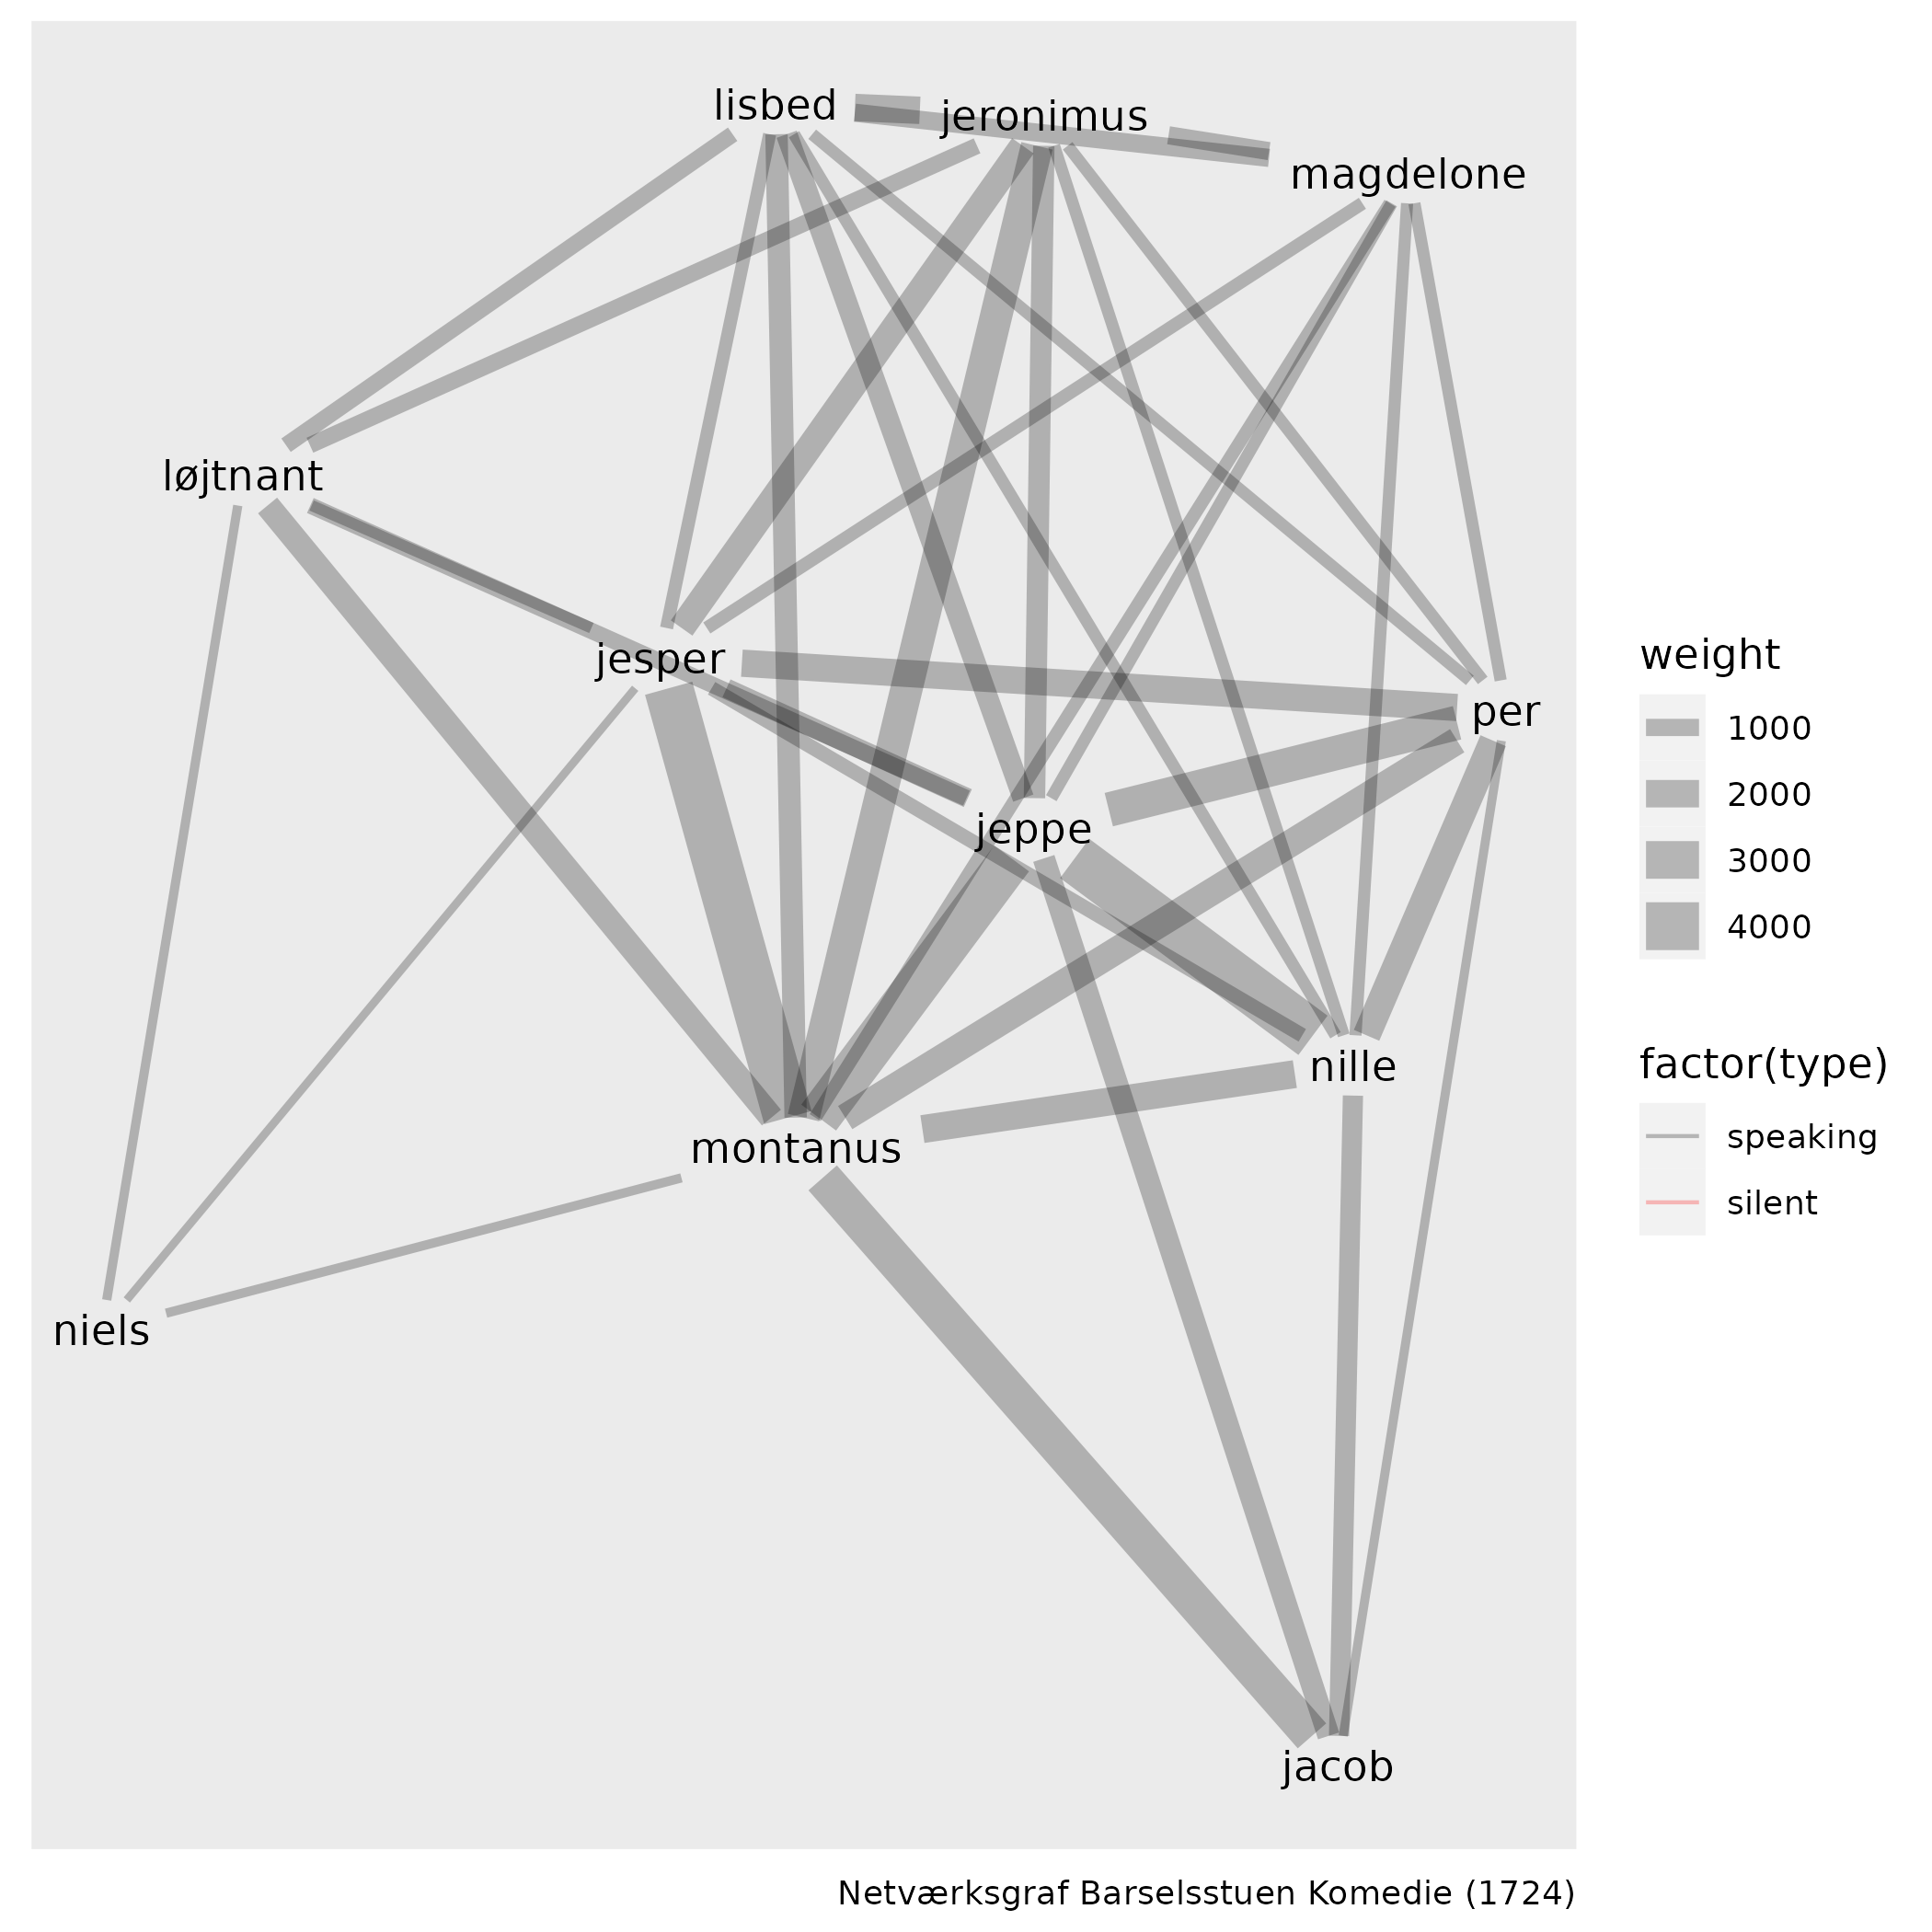 lisbed
jeronimus
magdelone
løjtnant
jesper
per
jeppe
nille
montanus
niels
jacob
weight
1000
2000
3000
4000
factor(type)
speaking
silent
Netværksgraf Barselsstuen Komedie (1724)